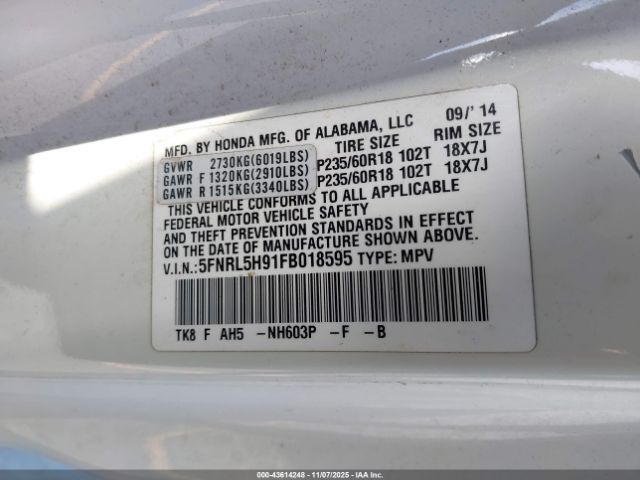 MFD. BY HONDA MFG. OF ALABAMA, LLC 09/' 14
TIRE SIZE RIM SIZE
GVWR 2730KG(6019LBS)
GAWR F 1320KG(2910LBS) P235/60R18 102T 18X7J
GAWR R 1515KG(3340LBS) P235/60R18 102T 18X7J
THIS VEHICLE CONFORMS TO ALL APPLICABLE
FEDERAL MOTOR VEHICLE SAFETY
AND THEFT PREVENTION STANDARDS IN EFFECT
ON THE DATE OF MANUFACTURE SHOWN ABOVE.
V.I.N.: 5FNRL5H91FB018595 TYPE: MPV
TK8 F AH5 -NH603P -F -B
000-43614248 - 11/07/2025 - IAA Inc.